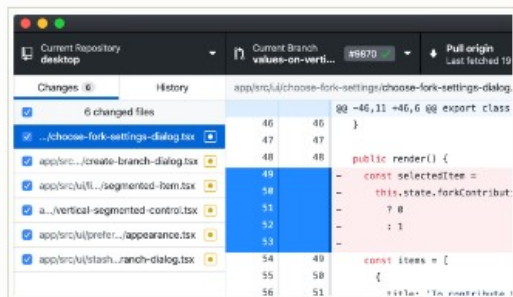 Current Repository
desktop
Current Branch
values-on-verti...
#9870
Pull origin
Last fetched 19
Changes 6
History
app/src/ui/choose-fork-settings/choose-fork-settings-dialog.
6 changed files
.../choose-fork-settings-dialog.tsx
app/src.../create-branch-dialog.tsx
app/src/ui/li.../segmented-item.tsx
a.../vertical-segmented-control.tsx
app/src/ui/prefer.../appearance.tsx
app/src/ui/stash...ranch-dialog.tsx
@@ -46,11 +46,6 @@ export class
46 46 }
47 47
48 48 public render() {
49 - const selectedItem =
50 - this.state.forkContributi
51 - ? 0
52 - : 1
53 -
54 49 const items = [
55 50 {
56 51 title: 'To contribute t